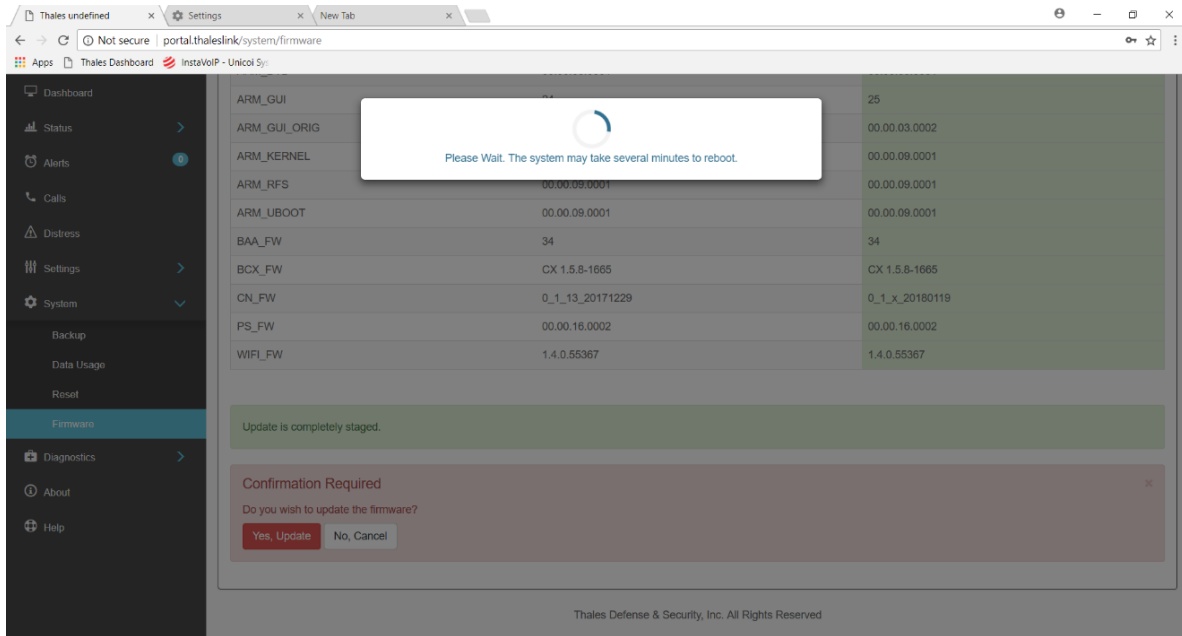 Thales undefined
Settings
New Tab
Not secure | portal.thaleslink/system/firmware
Apps
Thales Dashboard
InstaVoIP - Unicoi Sy
Dashboard
Status
Alerts 0
Calls
Distress
Settings
System
Backup
Data Usage
Reset
Firmware
Diagnostics
About
Help
ARM_GUI 25
ARM_GUI_ORIG 00.00.03.0002
ARM_KERNEL 00.00.09.0001
ARM_RFS 00.00.09.0001 00.00.09.0001
ARM_UBOOT 00.00.09.0001 00.00.09.0001
BAA_FW 34 34
BCX_FW CX 1.5.8-1665 CX 1.5.8-1665
CN_FW 0_1_13_20171229 0_1_x_20180119
PS_FW 00.00.16.0002 00.00.16.0002
WIFI_FW 1.4.0.55367 1.4.0.55367
Please Wait. The system may take several minutes to reboot.
Update is completely staged.
Confirmation Required
Do you wish to update the firmware?
Yes, Update
No, Cancel
Thales Defense & Security, Inc. All Rights Reserved